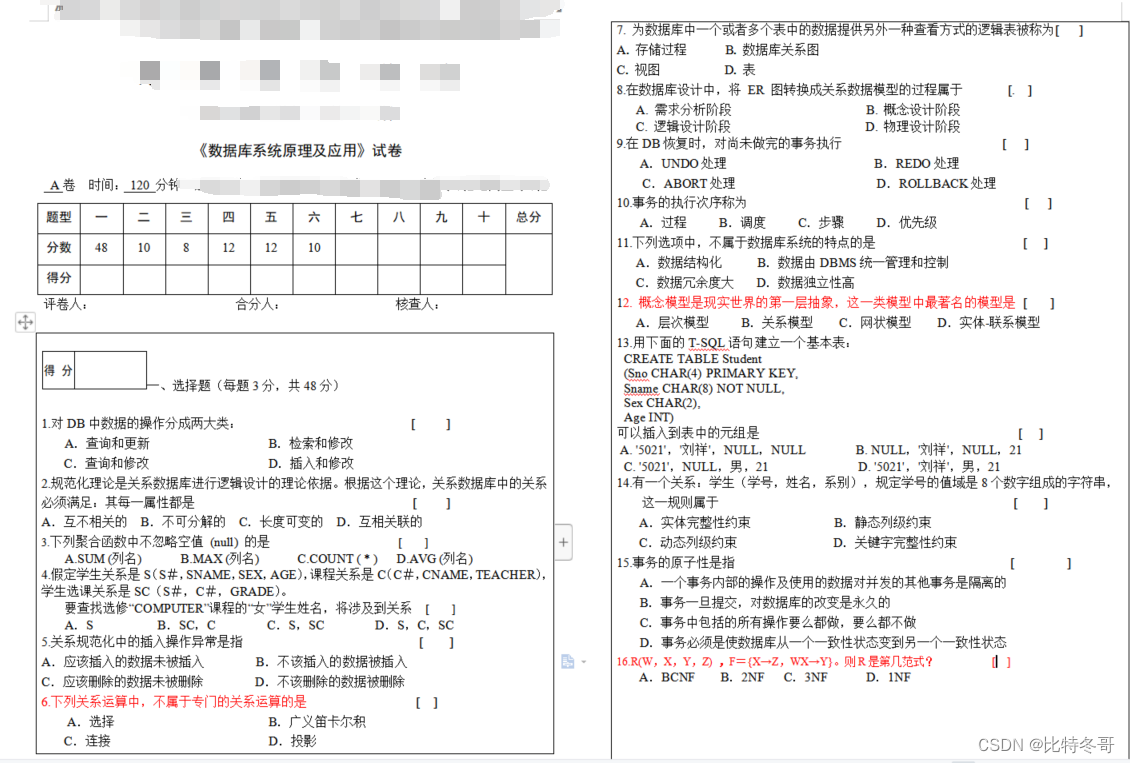 《数据库系统原理及应用》试卷
A 卷 时间： 120 分钟
题型 一 二 三 四 五 六 七 八 九 十 总分
分数 48 10 8 12 12 10
得分
评卷人： 合分人： 核查人：
得 分
一、选择题（每题 3 分，共 48 分）
1.对 DB 中数据的操作分成两大类： [ ]
A．查询和更新 B．检索和修改
C．查询和修改 D．插入和修改
2.规范化理论是关系数据库进行逻辑设计的理论依据。根据这个理论，关系数据库中的关系
必须满足：其每一属性都是 [ ]
A．互不相关的 B．不可分解的 C．长度可变的 D．互相关联的
3.下列聚合函数中不忽略空值 (null) 的是 [ ]
A.SUM (列名) B.MAX (列名) C.COUNT ( * ) D.AVG (列名)
4.假定学生关系是 S（S＃，SNAME，SEX，AGE），课程关系是 C（C＃，CNAME，TEACHER），
学生选课关系是 SC（S＃，C＃，GRADE）。
要查找选修“COMPUTER”课程的“女”学生姓名，将涉及到关系 [ ]
A．S B．SC，C C．S，SC D．S，C，SC
5.关系规范化中的插入操作异常是指 [ ]
A．应该插入的数据未被插入 B．不该插入的数据被插入
C．应该删除的数据未被删除 D．不该删除的数据被删除
6.下列关系运算中，不属于专门的关系运算的是 [ ]
A．选择 B．广义笛卡尔积
C．连接 D．投影
7. 为数据库中一个或者多个表中的数据提供另外一种查看方式的逻辑表被称为[ ]
A. 存储过程 B. 数据库关系图
C. 视图 D. 表
8.在数据库设计中，将 ER 图转换成关系数据模型的过程属于 [. ]
A. 需求分析阶段 B. 概念设计阶段
C. 逻辑设计阶段 D. 物理设计阶段
9.在 DB 恢复时，对尚未做完的事务执行 [ ]
A．UNDO 处理 B．REDO 处理
C．ABORT 处理 D．ROLLBACK 处理
10.事务的执行次序称为 [ ]
A．过程 B．调度 C．步骤 D．优先级
11.下列选项中，不属于数据库系统的特点的是 [ ]
A．数据结构化 B．数据由 DBMS 统一管理和控制
C．数据冗余度大 D．数据独立性高
12. 概念模型是现实世界的第一层抽象，这一类模型中最著名的模型是 [ ]
A．层次模型 B．关系模型 C．网状模型 D．实体-联系模型
13.用下面的 T-SQL 语句建立一个基本表：
CREATE TABLE Student
(Sno CHAR(4) PRIMARY KEY,
Sname CHAR(8) NOT NULL,
Sex CHAR(2),
Age INT)
可以插入到表中的元组是 [ ]
A. '5021'，'刘祥'，NULL，NULL B. NULL，'刘祥'，NULL，21
C. '5021'，NULL，男，21 D. '5021'，'刘祥'，男，21
14.有一个关系：学生（学号，姓名，系别），规定学号的值域是 8 个数字组成的字符串，
这一规则属于 [ ]
A．实体完整性约束 B．静态列级约束
C．动态列级约束 D．关键字完整性约束
15.事务的原子性是指 [ ]
A．一个事务内部的操作及使用的数据对并发的其他事务是隔离的
B．事务一旦提交，对数据库的改变是永久的
C．事务中包括的所有操作要么都做，要么都不做
D．事务必须是使数据库从一个一致性状态变到另一个一致性状态
16.R(W，X，Y，Z) ，F＝{X→Z，WX→Y}。则 R 是第几范式？ [ ]
A．BCNF B．2NF C．3NF D．1NF
CSDN @比特冬哥